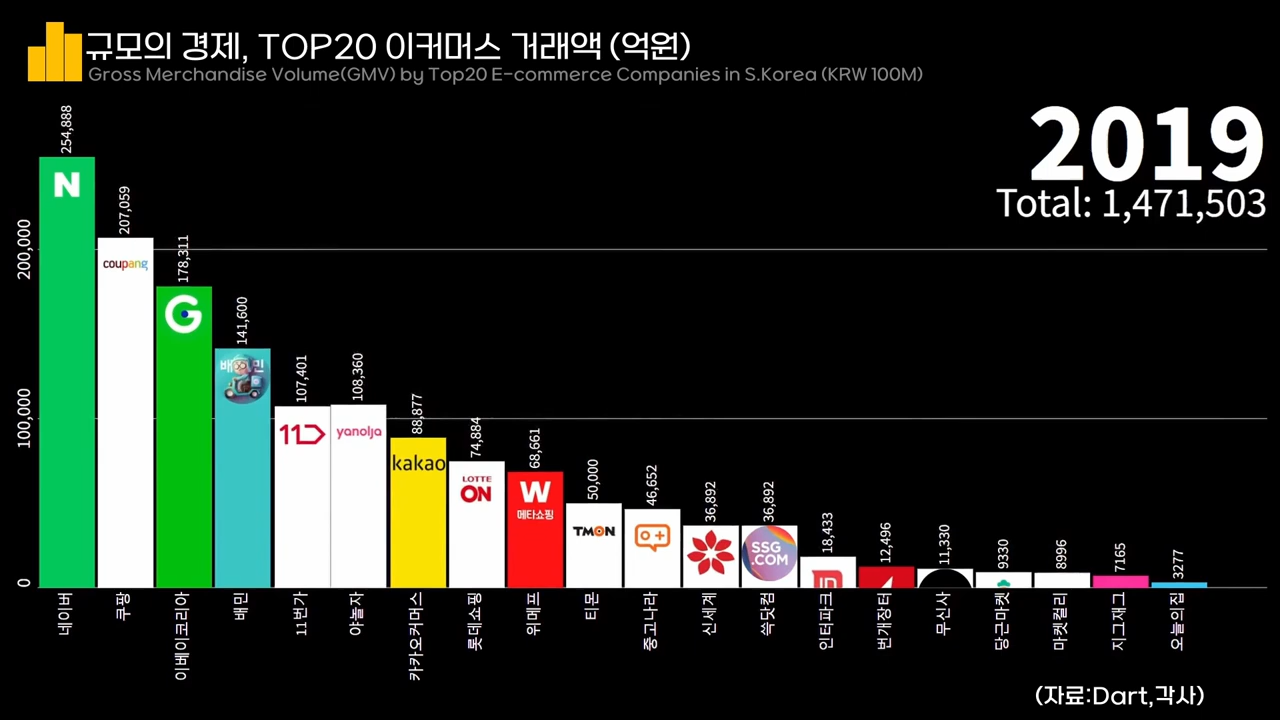 규모의 경제, TOP20 이커머스 거래액 (억원)
Gross Merchandise Volume(GMV) by Top20 E-commerce Companies in S.Korea (KRW 100M)
2019
Total: 1,471,503
200,000
100,000
0
254,888
207,059
178,311
141,600
107,401
108,360
88,877
74,884
68,661
50,000
46,652
36,892
36,892
18,433
12,496
11,330
9330
8996
7165
3277
N
coupang
G
배민
11
yanolja
kakao
LOTTE
ON
W
메타쇼핑
TMON
SSG
.COM
네이버
쿠팡
이베이코리아
배민
11번가
야놀자
카카오커머스
롯데쇼핑
위메프
티몬
중고나라
신세계
쓱닷컴
인터파크
번개장터
무신사
당근마켓
마켓컬리
지그재그
오늘의집
(자료:Dart,각사)